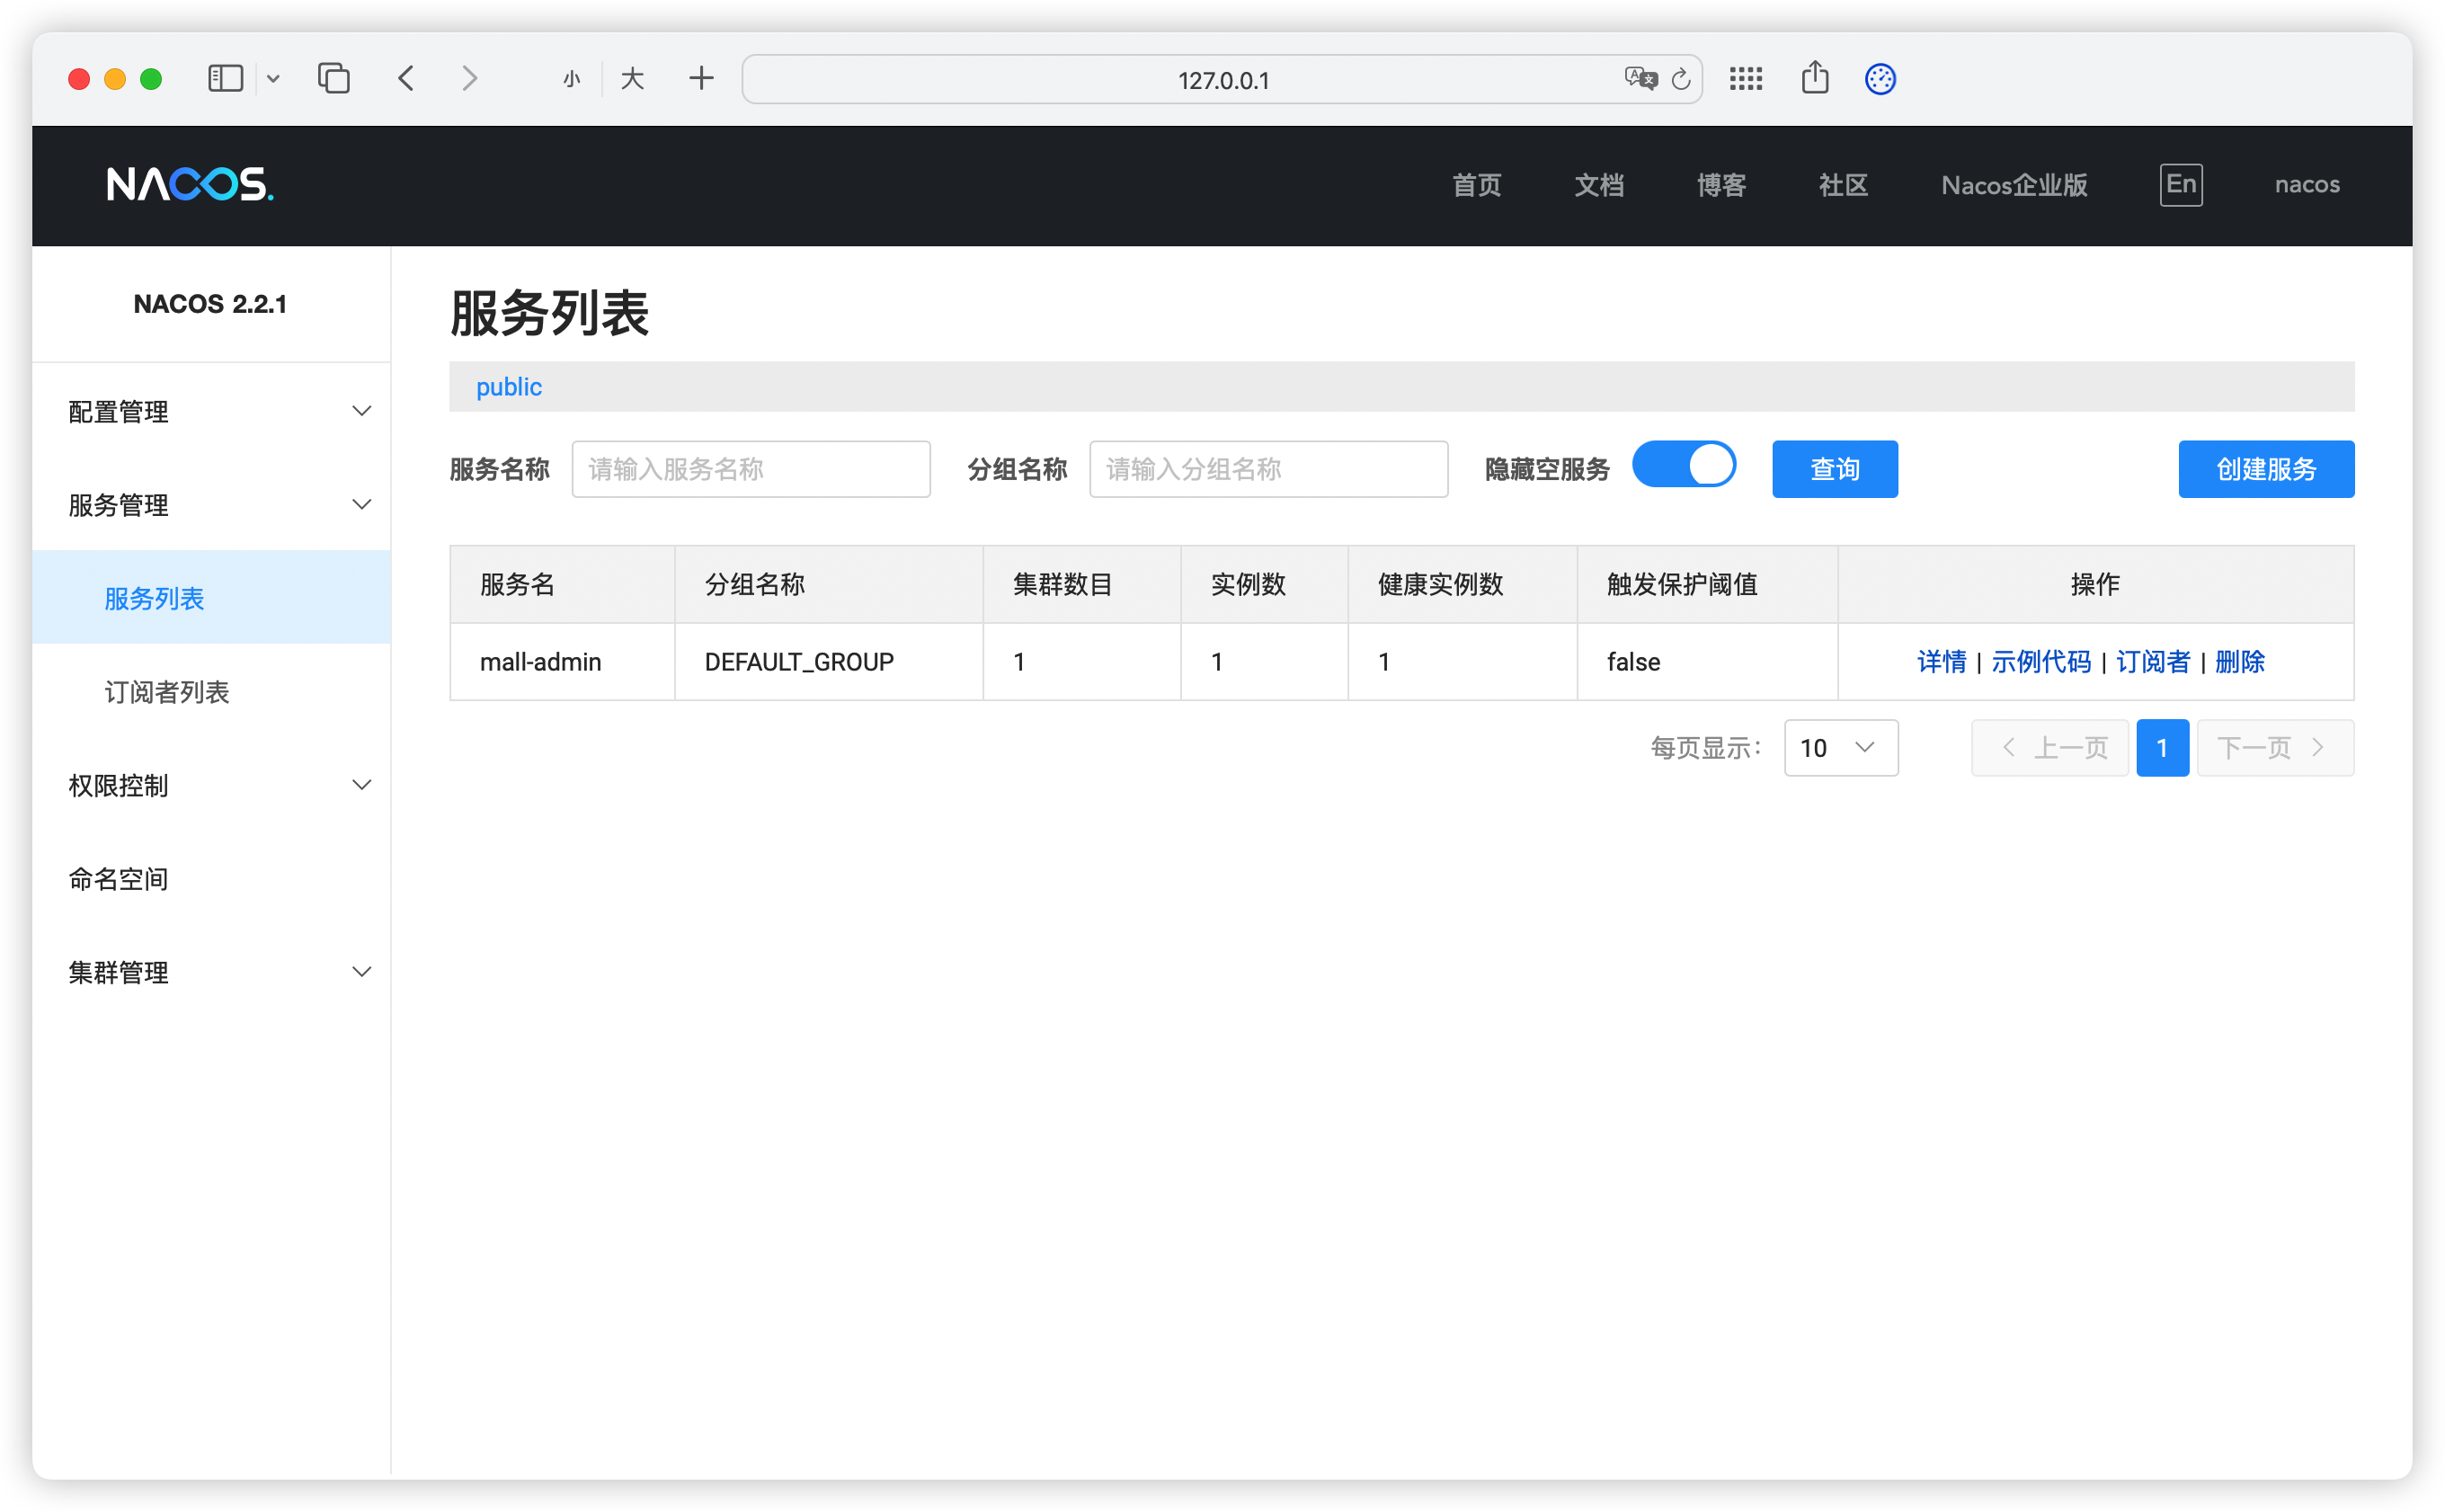 小 大 127.0.0.1
NACOS. 首页 文档 博客 社区 Nacos企业版 En nacos
NACOS 2.2.1
配置管理
服务管理
服务列表
订阅者列表
权限控制
命名空间
集群管理
服务列表
public
服务名称 请输入服务名称 分组名称 请输入分组名称 隐藏空服务 查询 创建服务
服务名 分组名称 集群数目 实例数 健康实例数 触发保护阈值 操作
mall-admin DEFAULT_GROUP 1 1 1 false 详情 | 示例代码 | 订阅者 | 删除
每页显示: 10 上一页 1 下一页